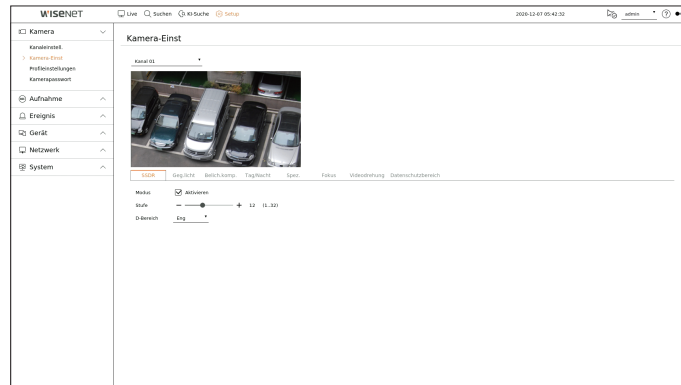 WISENET
Live Suchen KI-Suche Setup 2020-12-07 05:42:32 admin ?
Kamera
Kanaleinstell.
> Kamera-Einst
Profileinstellungen
Kamerapasswort
Aufnahme
Ereignis
Gerät
Netzwerk
System
Kamera-Einst
Kanal 01
SSDR Geg.licht Belich.komp. Tag/Nacht Spez. Fokus Videodrehung Datenschutzbereich
Modus Aktivieren
Stufe − + 12 (1..32)
D-Bereich Eng